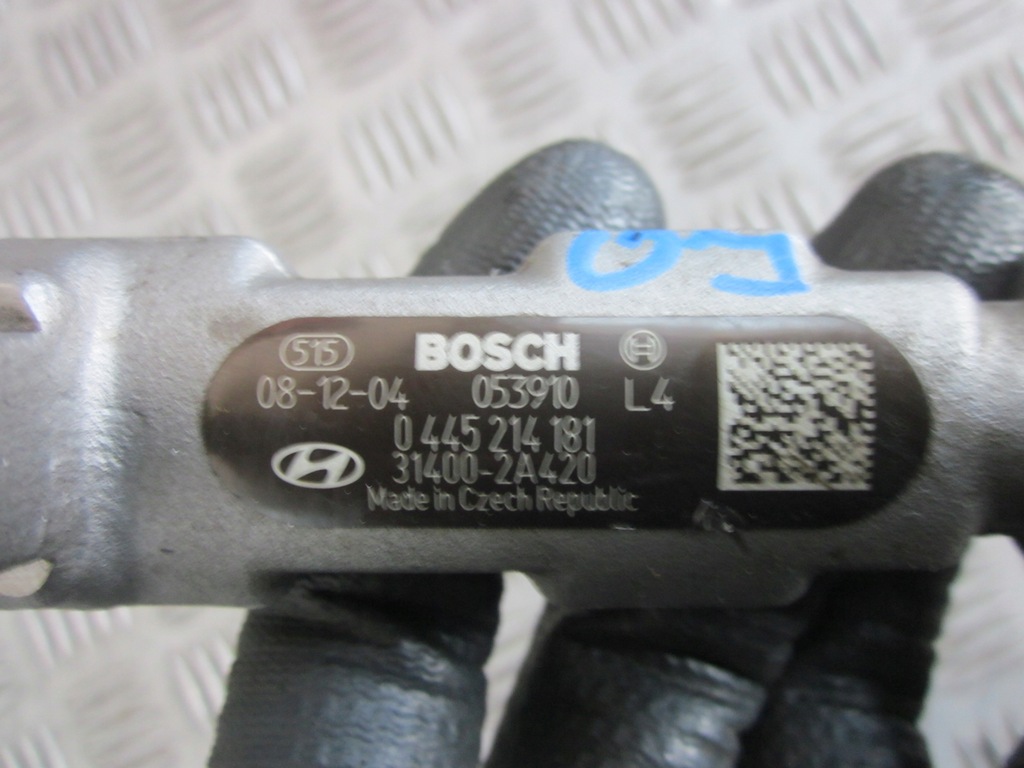 515 BOSCH
08-12-04 053910 L4
0 445 214 181
31400-2A420
Made in Czech Republic